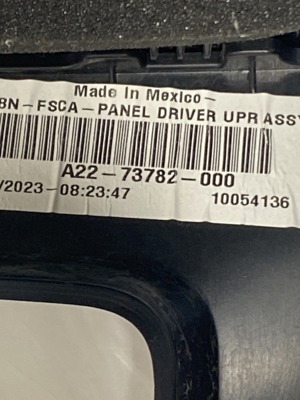 Made In Mexico-
BN-FSCA-PANEL DRIVER UPR ASSY
A22-73782-000
/2023-08:23:47
10054136